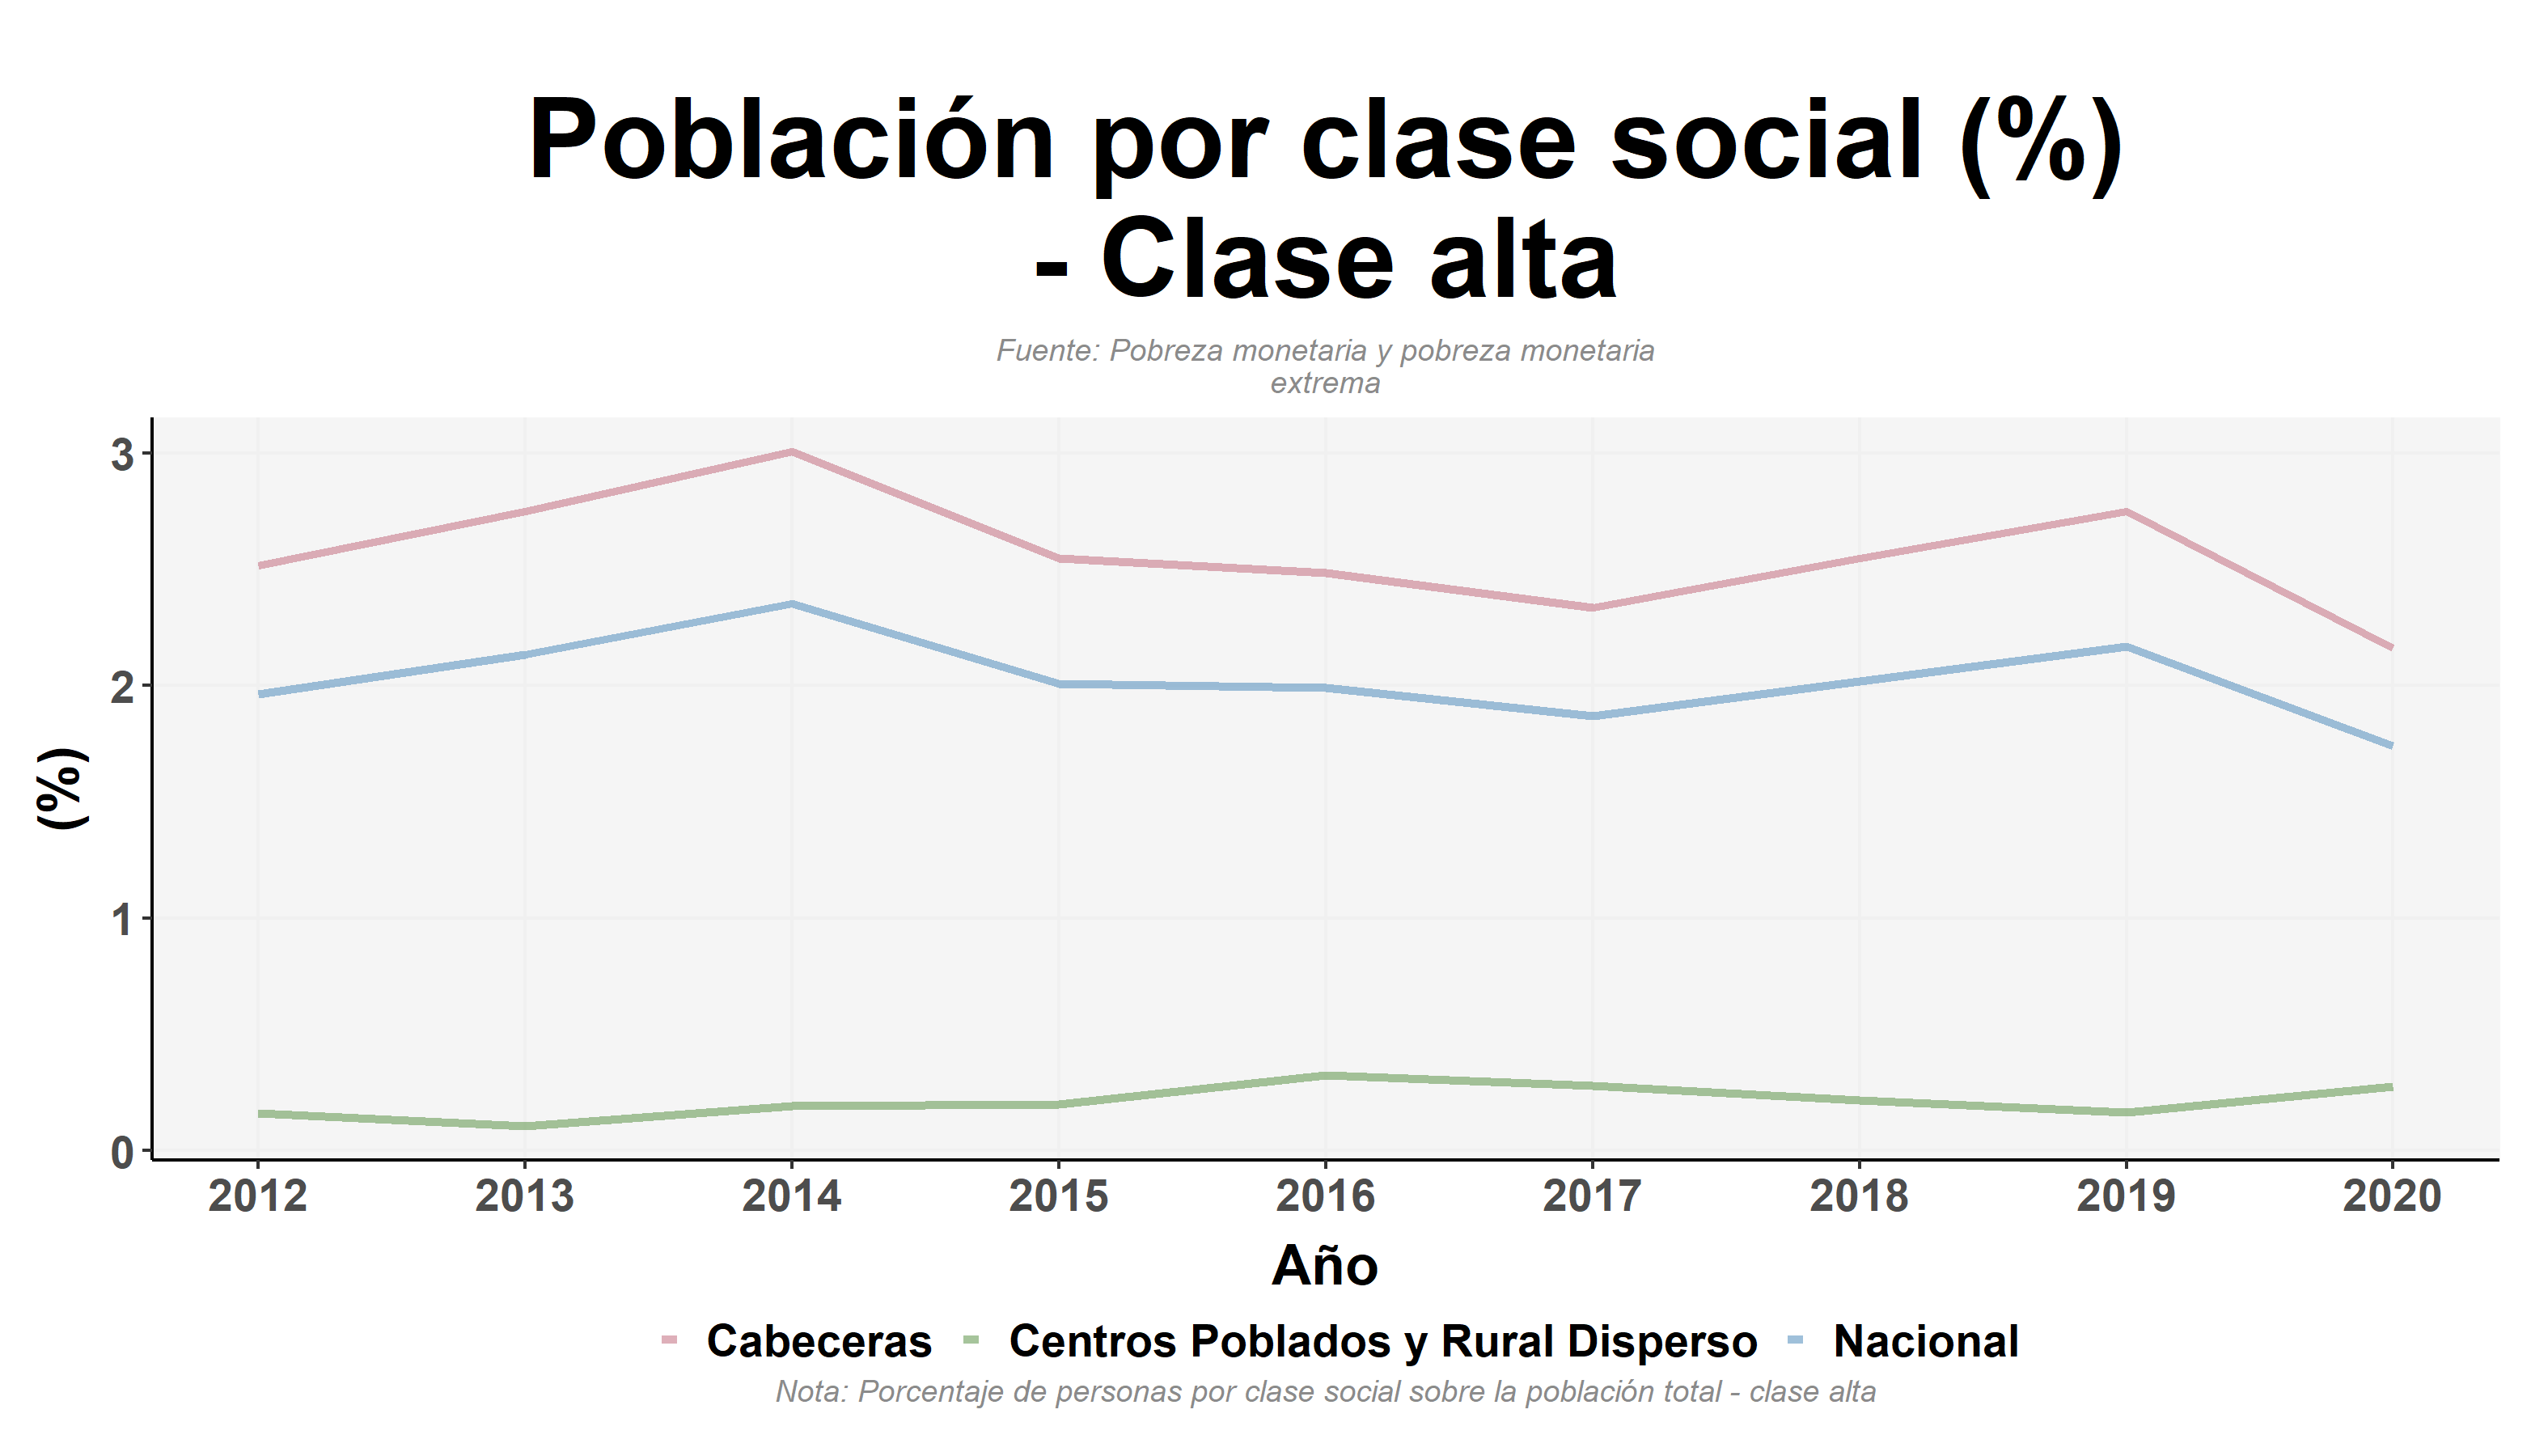 Población por clase social (%)
- Clase alta
Fuente: Pobreza monetaria y pobreza monetaria
extrema
3
2
1
0
(%)
2012 2013 2014 2015 2016 2017 2018 2019 2020
Año
Cabeceras Centros Poblados y Rural Disperso Nacional
Nota: Porcentaje de personas por clase social sobre la población total - clase alta